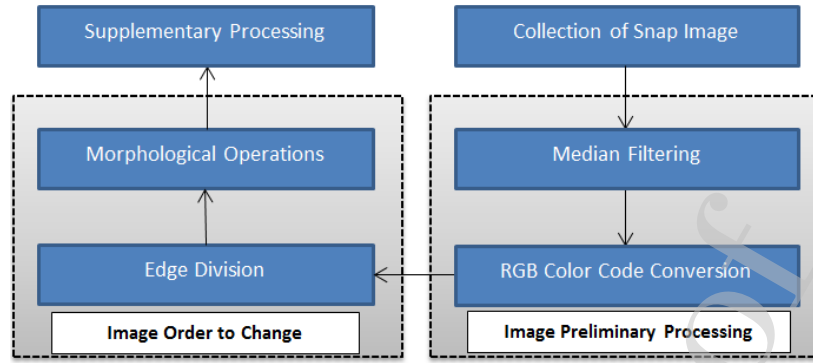 Supplementary Processing
Collection of Snap Image
Morphological Operations
Median Filtering
Edge Division
RGB Color Code Conversion
Image Order to Change
Image Preliminary Processing